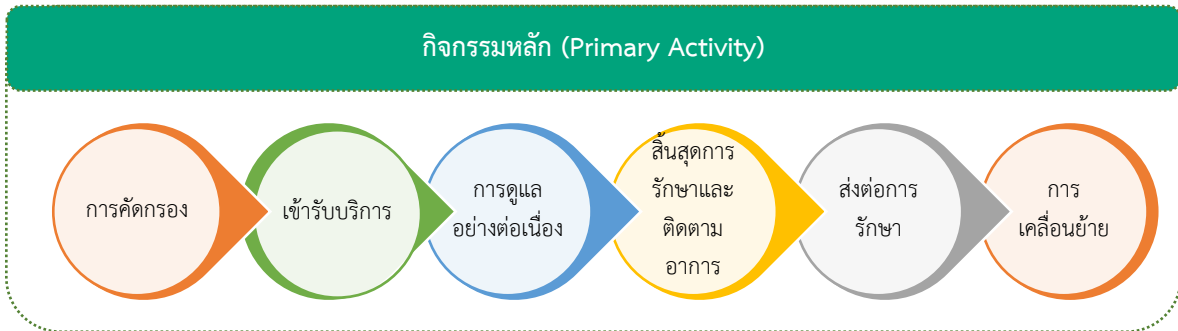 กิจกรรมหลัก (Primary Activity)
การคัดกรอง
เข้ารับบริการ
การดูแล
อย่างต่อเนื่อง
สิ้นสุดการ
รักษาและ
ติดตาม
อาการ
ส่งต่อการ
รักษา
การ
เคลื่อนย้าย